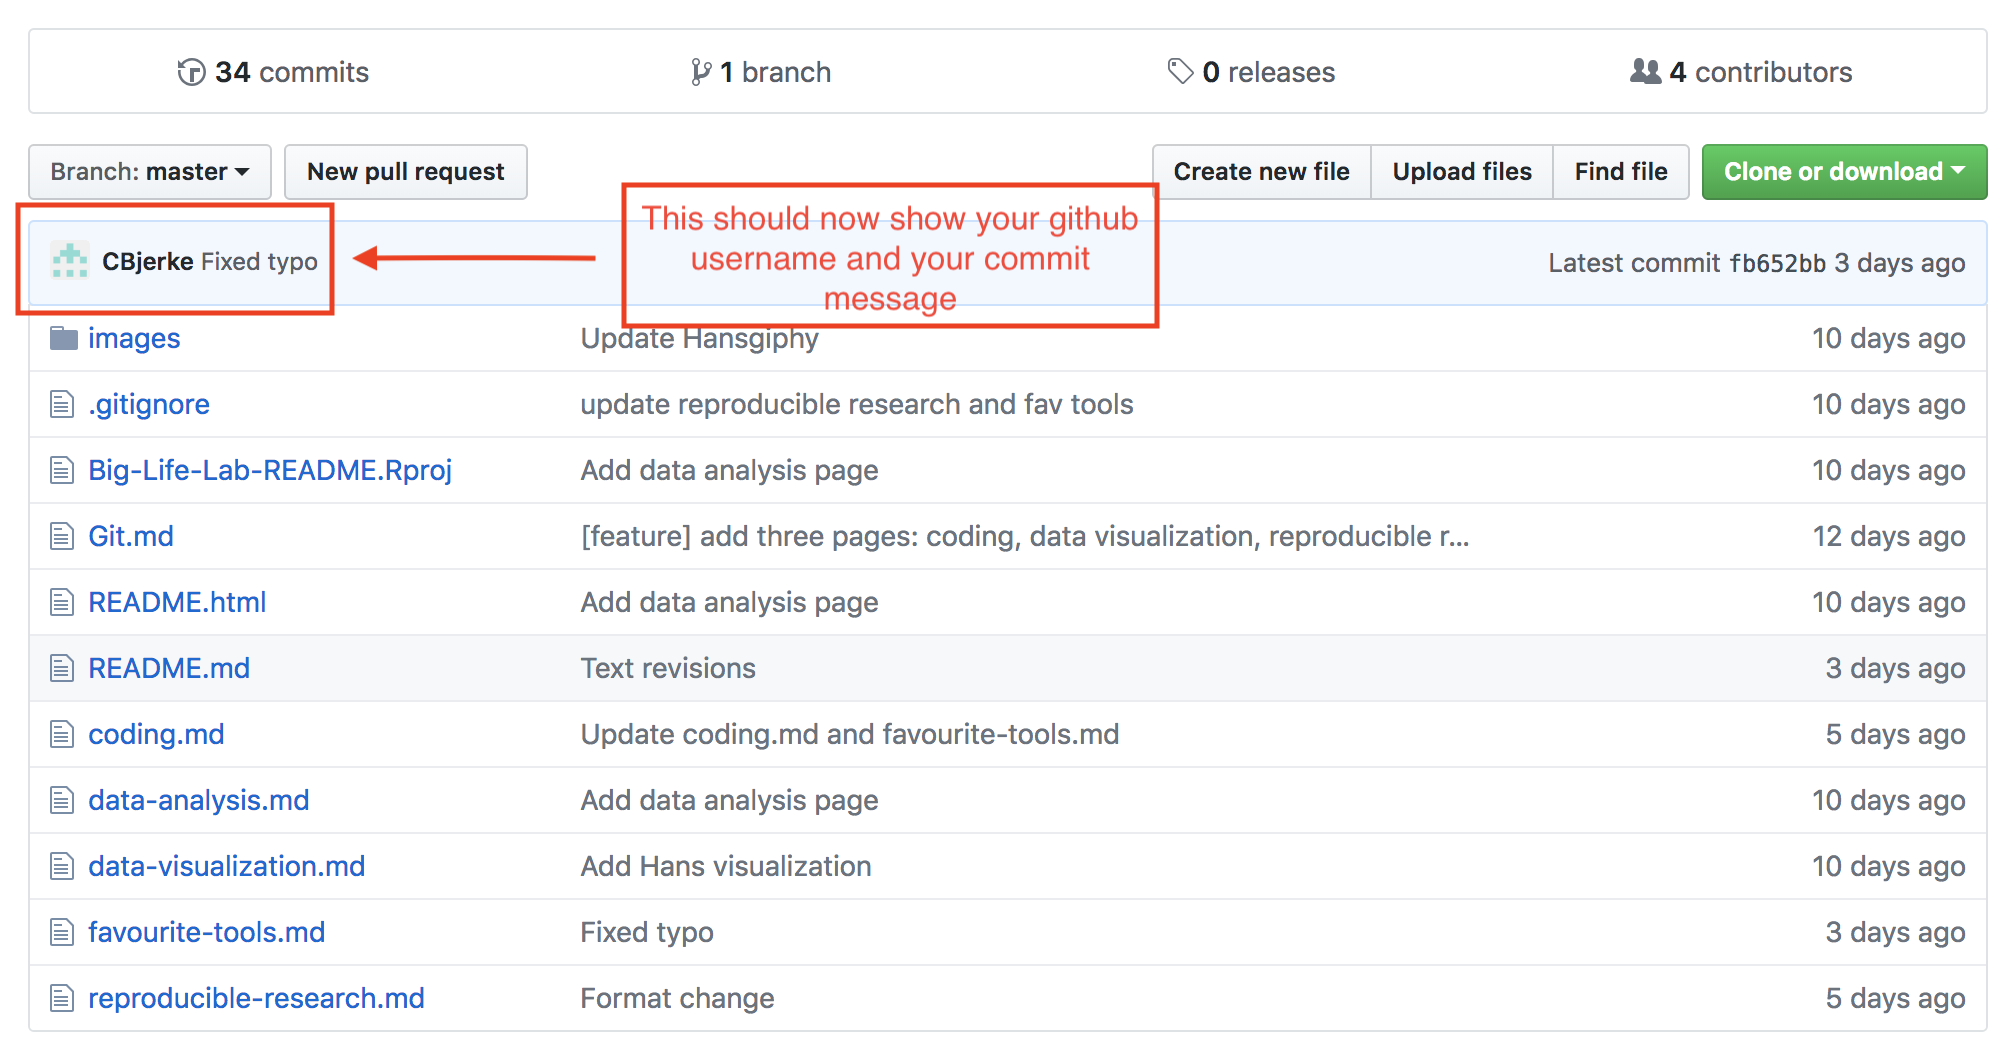 34 commits
1 branch
0 releases
4 contributors
Branch: master
New pull request
Create new file
Upload files
Find file
Clone or download
This should now show your github
username and your commit
message
CBjerke Fixed typo
Latest commit fb652bb 3 days ago
images Update Hansgiphy 10 days ago
.gitignore update reproducible research and fav tools 10 days ago
Big-Life-Lab-README.Rproj Add data analysis page 10 days ago
Git.md [feature] add three pages: coding, data visualization, reproducible r... 12 days ago
README.html Add data analysis page 10 days ago
README.md Text revisions 3 days ago
coding.md Update coding.md and favourite-tools.md 5 days ago
data-analysis.md Add data analysis page 10 days ago
data-visualization.md Add Hans visualization 10 days ago
favourite-tools.md Fixed typo 3 days ago
reproducible-research.md Format change 5 days ago